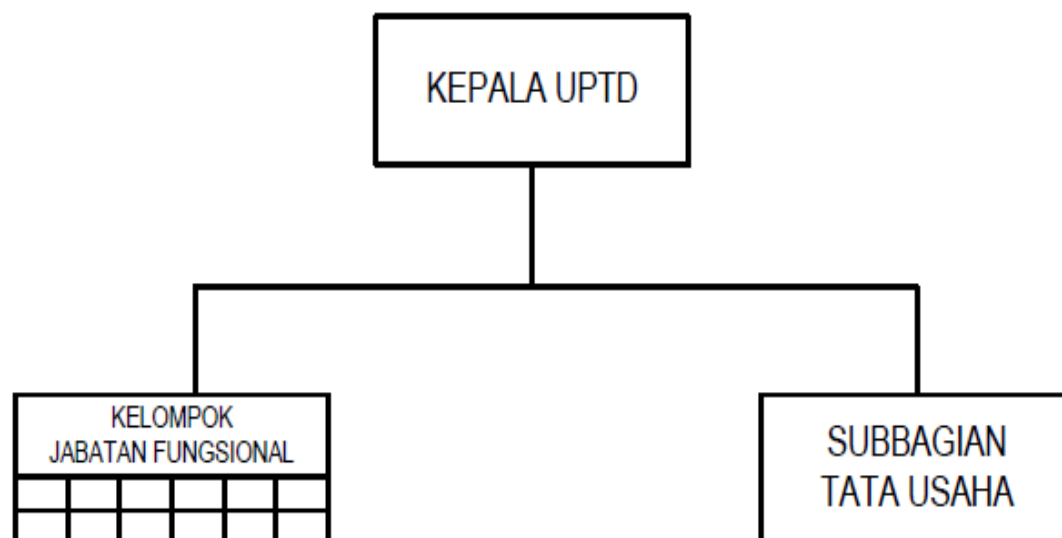 KEPALA UPTD
KELOMPOK
JABATAN FUNGSIONAL
SUBBAGIAN
TATA USAHA